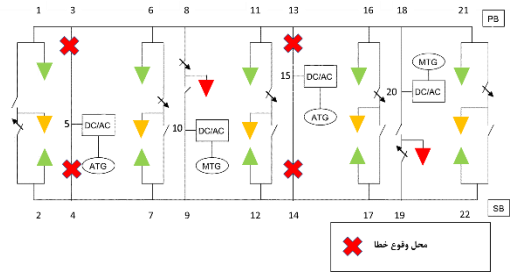 1 3 6 8 11 13 16 18 21
PB
MTG
15 DC/AC
20 DC/AC
5 DC/AC
10 DC/AC
ATG
ATG MTG
2 4 7 9 12 14 17 19 22
SB
محل وقوع خطا